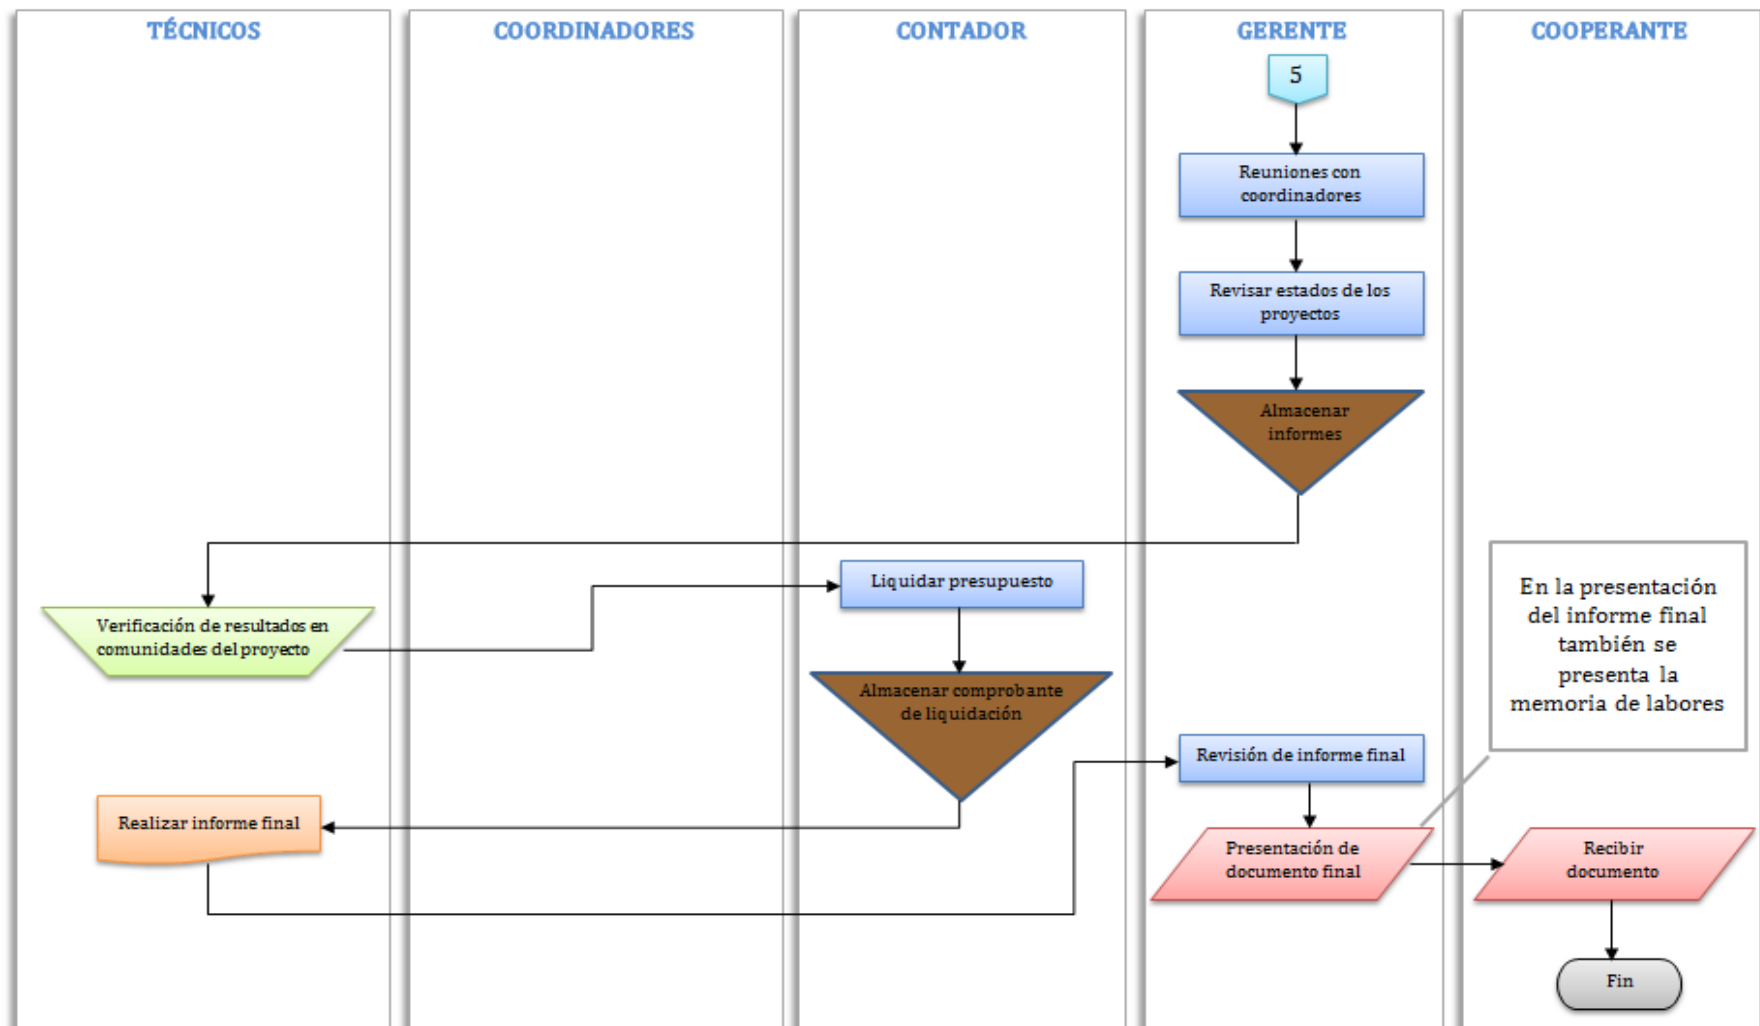 TÉCNICOS
COORDINADORES
CONTADOR
GERENTE
COOPERANTE
5
Reuniones con
coordinadores
Revisar estados de los
proyectos
Almacenar
informes
Verificación de resultados en
comunidades del proyecto
Liquidar presupuesto
Almacenar comprobante
de liquidación
Realizar informe final
Revisión de informe final
Presentación de
documento final
En la presentación
del informe final
también se
presenta la
memoria de labores
Recibir
documento
Fin